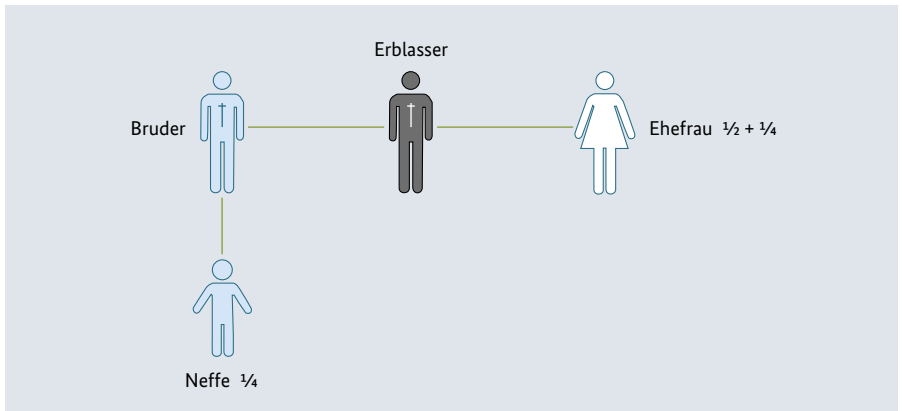 Erblasser
Bruder
Ehefrau ½ + ¼
Neffe ¼